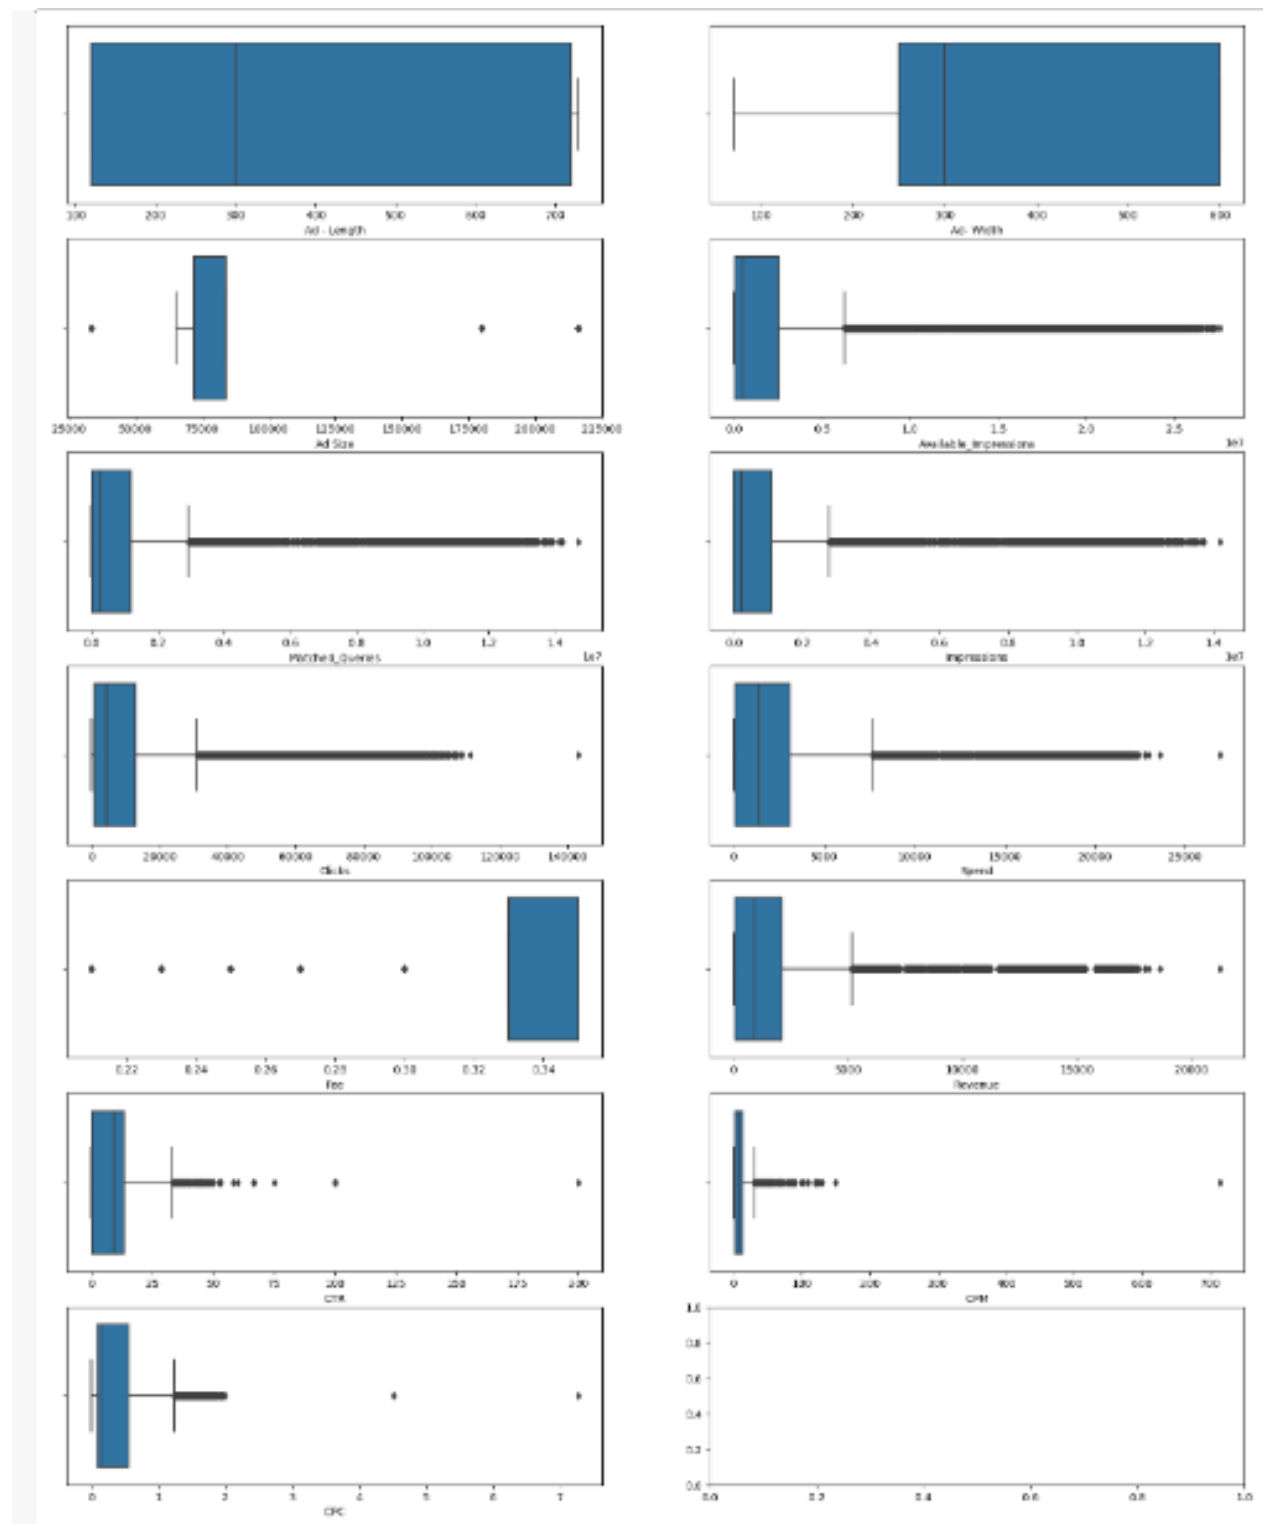 100 200 300 400 500 600 700
Ad - Length
100 200 300 400 500 600
Ad- Width
25000 50000 75000 100000 125000 150000 175000 200000 225000
Ad Size
0.0 0.5 1.0 1.5 2.0 2.5
Available_Impressions
1e7
0.0 0.2 0.4 0.6 0.8 1.0 1.2 1.4
Matched_Queries
1e7
0.0 0.2 0.4 0.6 0.8 1.0 1.2 1.4
Impressions
1e7
0 20000 40000 60000 80000 100000 120000 140000
Clicks
0 5000 10000 15000 20000 25000
Spend
0.22 0.24 0.26 0.28 0.30 0.32 0.34
Fee
0 5000 10000 15000 20000
Revenue
0 25 50 75 100 125 150 175 200
CTR
0 100 200 300 400 500 600 700
CPM
0 1 2 3 4 5 6 7
CPC
1.0
0.8
0.6
0.4
0.2
0.0
0.0 0.2 0.4 0.6 0.8 1.0